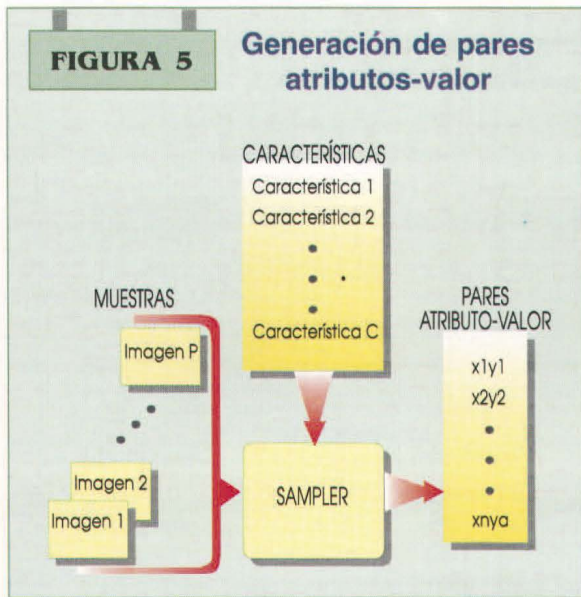 FIGURA 5
Generación de pares
atributos-valor
CARACTERÍSTICAS
Característica 1
Característica 2
Característica C
MUESTRAS
Imagen P
Imagen 2
Imagen 1
SAMPLER
PARES
ATRIBUTO-VALOR
x1y1
x2y2
xnya